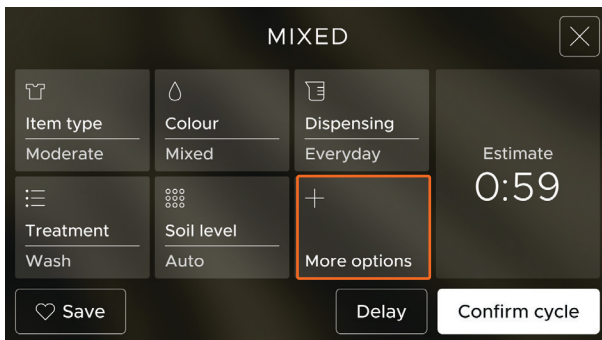 MIXED
Item type
Moderate
Colour
Mixed
Dispensing
Everyday
Estimate
0:59
Treatment
Wash
Soil level
Auto
More options
Save
Delay
Confirm cycle